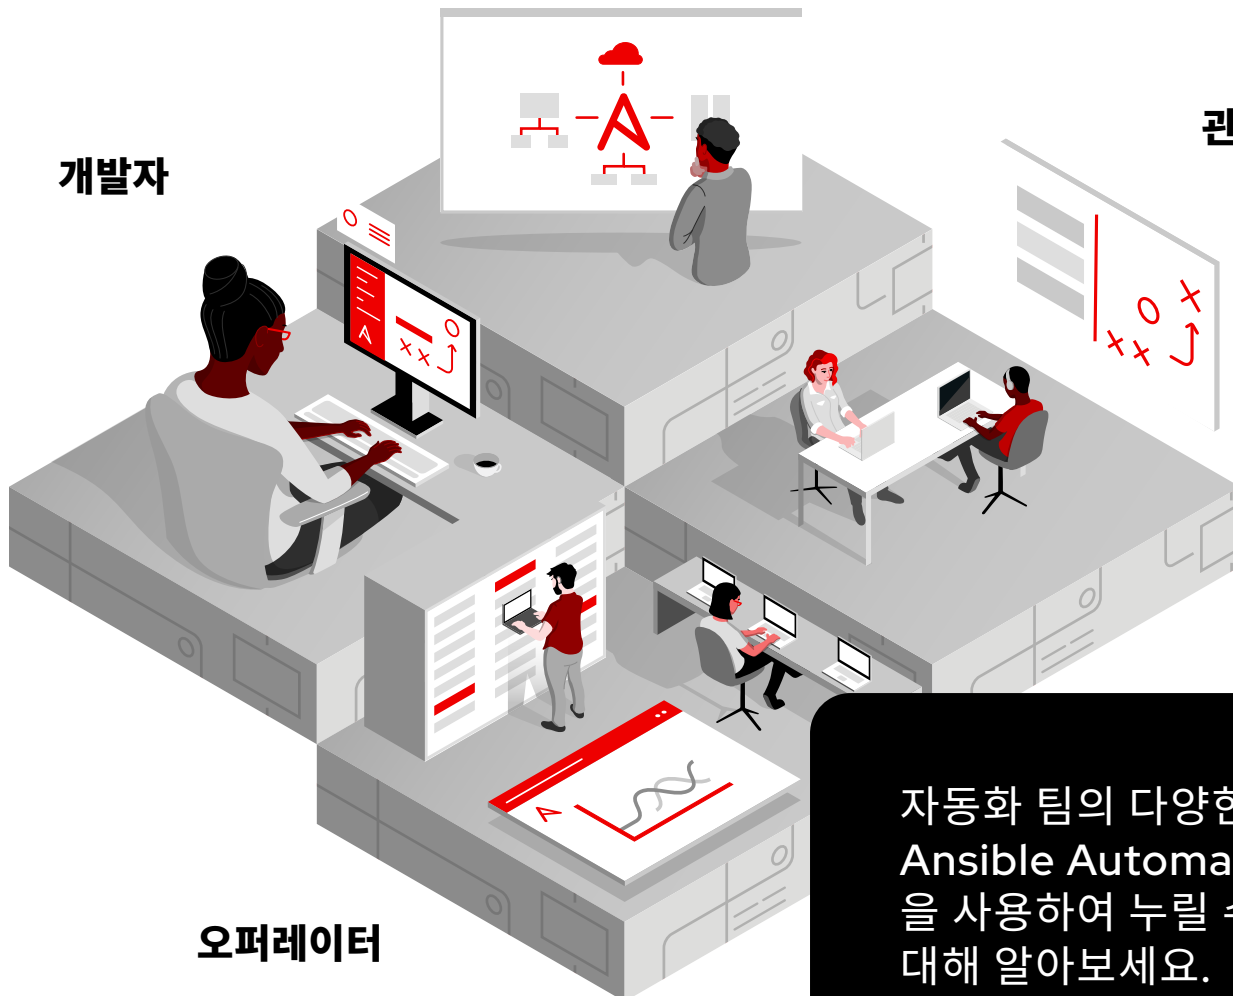 개발자
오퍼레이터
자동화 팀의 다양한
Ansible
을 사용하여 누릴
대해 알아보세요.